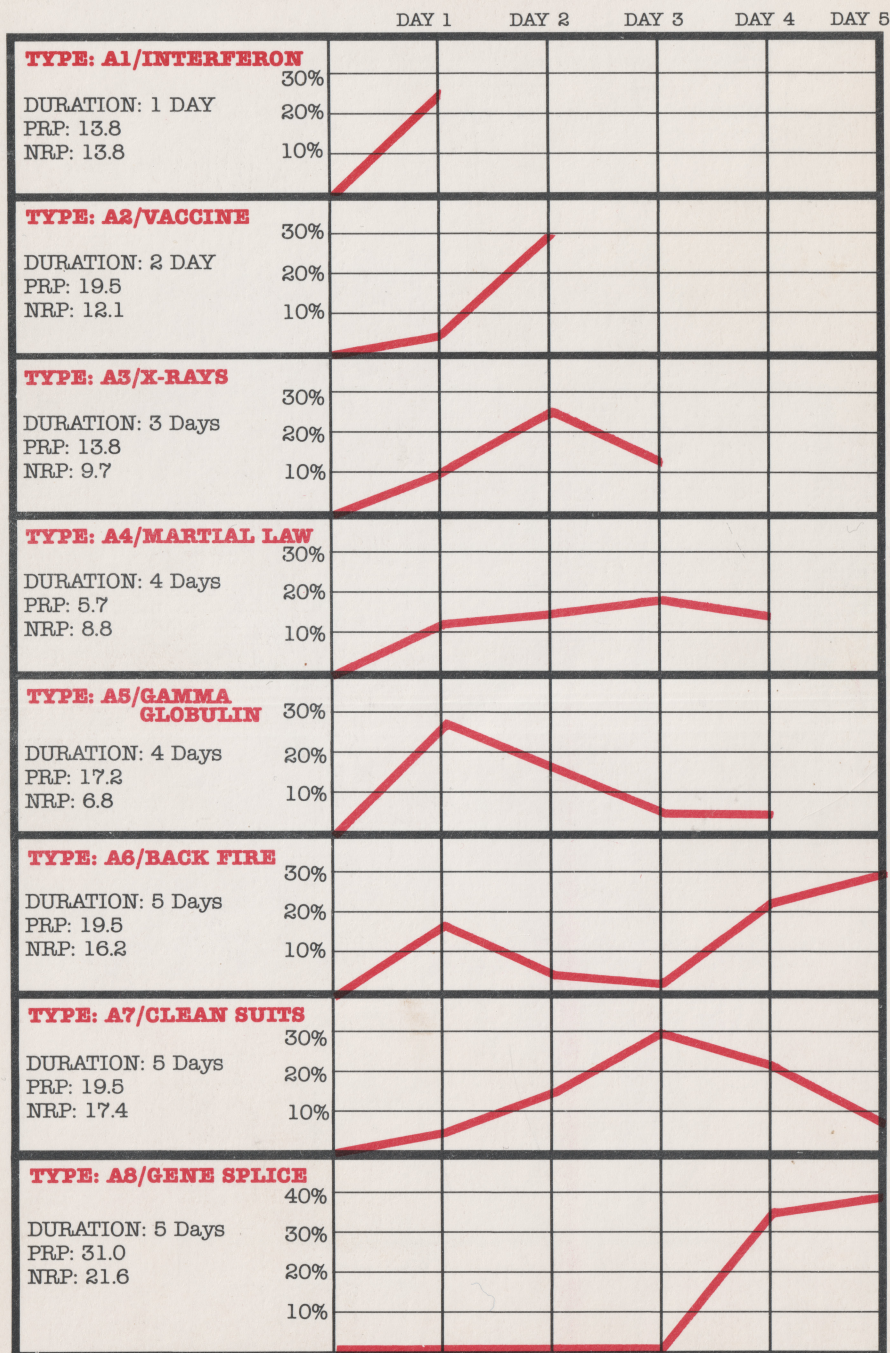 DAY 1 DAY 2 DAY 3 DAY 4 DAY 5
TYPE: A1/INTERFERON
30%
DURATION: 1 DAY
20%
PRP: 13.8
NRP: 13.8
10%
TYPE: A2/VACCINE
30%
DURATION: 2 DAY
20%
PRP: 19.5
NRP: 12.1
10%
TYPE: A3/X-RAYS
30%
DURATION: 3 Days
20%
PRP: 13.8
NRP: 9.7
10%
TYPE: A4/MARTIAL LAW
30%
DURATION: 4 Days
20%
PRP: 5.7
NRP: 8.8
10%
TYPE: A5/GAMMA
GLOBULIN
30%
DURATION: 4 Days
20%
PRP: 17.2
NRP: 6.8
10%
TYPE: A6/BACK FIRE
30%
DURATION: 5 Days
20%
PRP: 19.5
NRP: 16.2
10%
TYPE: A7/CLEAN SUITS
30%
DURATION: 5 Days
20%
PRP: 19.5
NRP: 17.4
10%
TYPE: A8/GENE SPLICE
40%
DURATION: 5 Days
30%
PRP: 31.0
NRP: 21.6
20%
10%